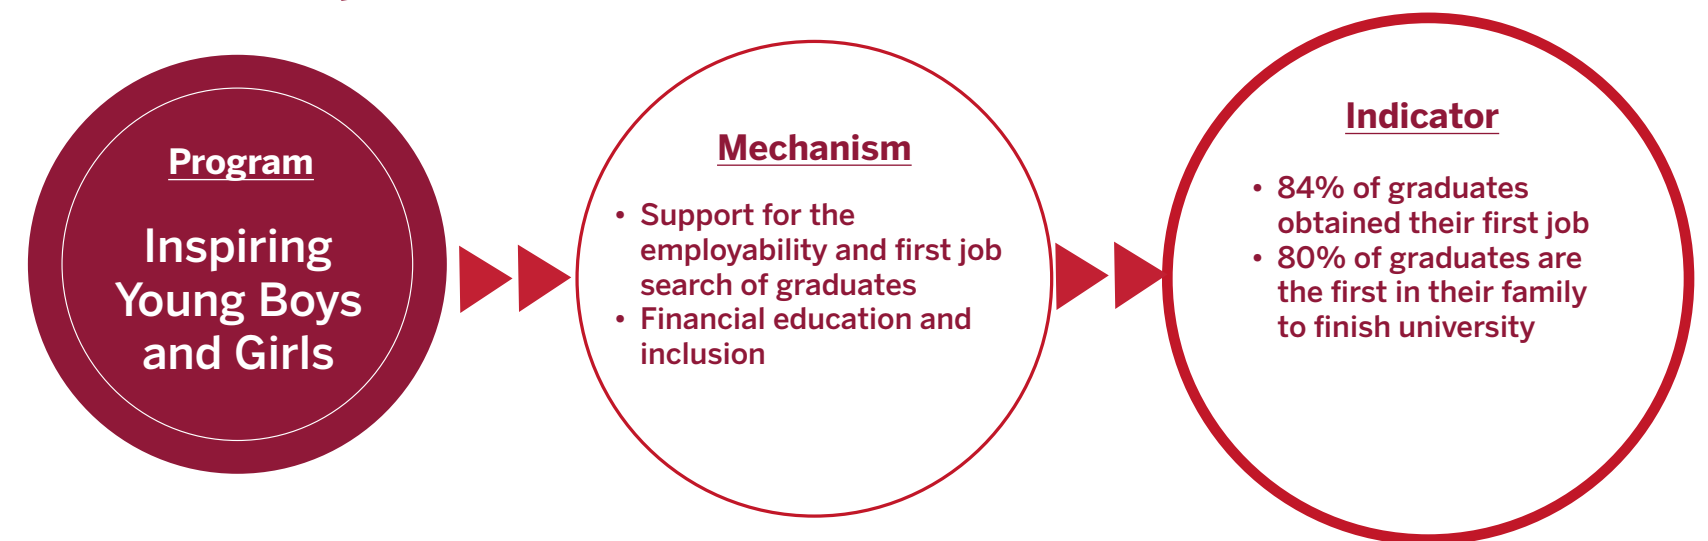 Program
Inspiring
Young Boys
and Girls
Mechanism
• Support for the
employability and first job
search of graduates
• Financial education and
inclusion
Indicator
• 84% of graduates
obtained their first job
• 80% of graduates are
the first in their family
to finish university